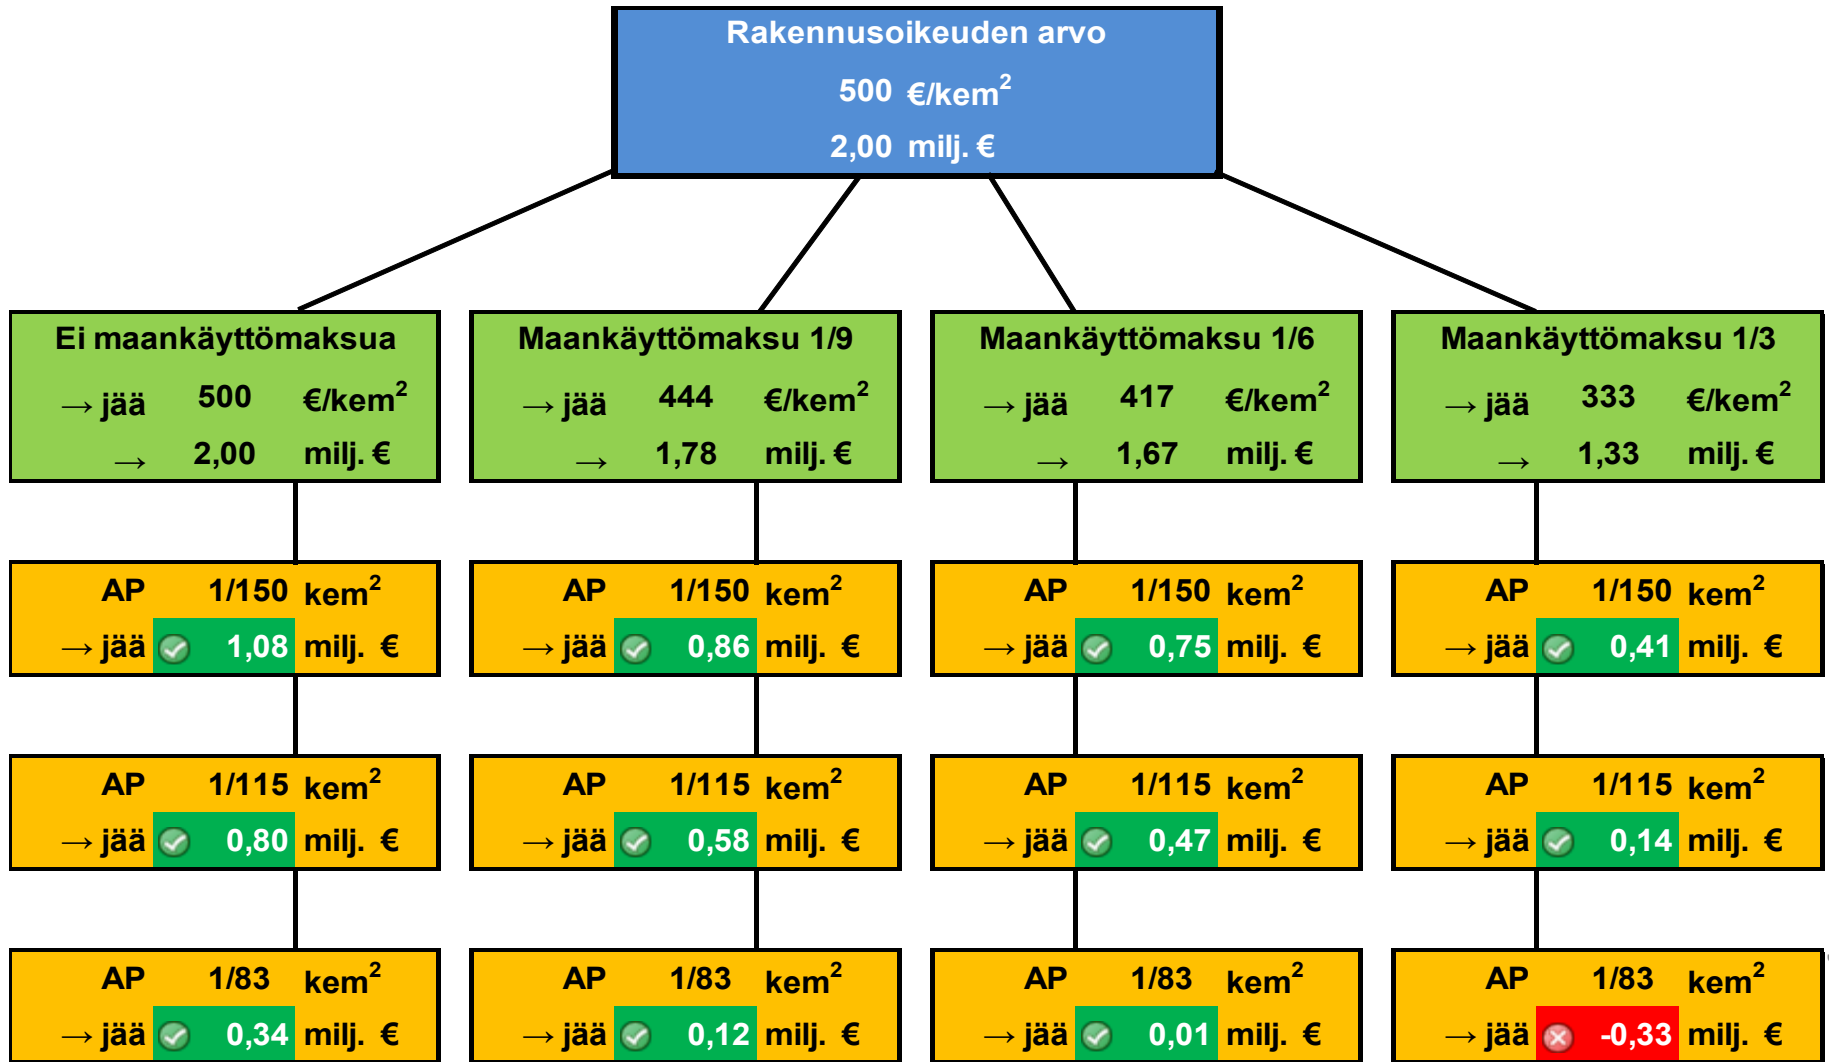 Rakennusoikeuden arvo
500 €/kem²
2,00 milj. €
Ei maankäyttömaksua
→ jää 500 €/kem²
→ 2,00 milj. €
Maankäyttömaksu 1/9
→ jää 444 €/kem²
→ 1,78 milj. €
Maankäyttömaksu 1/6
→ jää 417 €/kem²
→ 1,67 milj. €
Maankäyttömaksu 1/3
→ jää 333 €/kem²
→ 1,33 milj. €
AP 1/150 kem²
→ jää 1,08 milj. €
AP 1/150 kem²
→ jää 0,86 milj. €
AP 1/150 kem²
→ jää 0,75 milj. €
AP 1/150 kem²
→ jää 0,41 milj. €
AP 1/115 kem²
→ jää 0,80 milj. €
AP 1/115 kem²
→ jää 0,58 milj. €
AP 1/115 kem²
→ jää 0,47 milj. €
AP 1/115 kem²
→ jää 0,14 milj. €
AP 1/83 kem²
→ jää 0,34 milj. €
AP 1/83 kem²
→ jää 0,12 milj. €
AP 1/83 kem²
→ jää 0,01 milj. €
AP 1/83 kem²
→ jää -0,33 milj. €